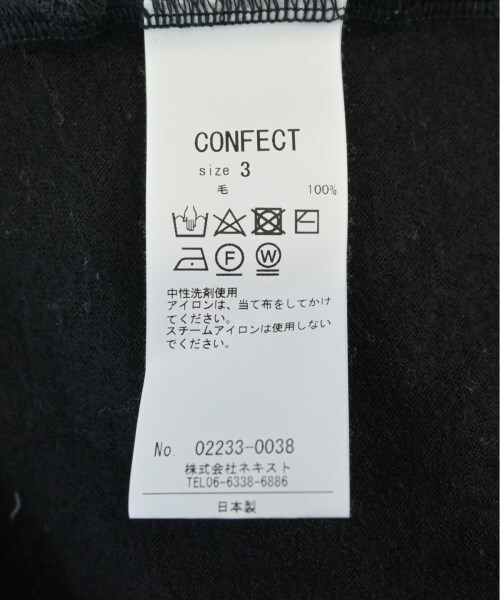 CONFECT
size 3
毛 100%
F W
中性洗剤使用
アイロンは、当て布をしてかけ
てください。
スチームアイロンは使用しない
でください。
No. 02233-0038
株式会社ネキスト
TEL06-6338-6886
日本製